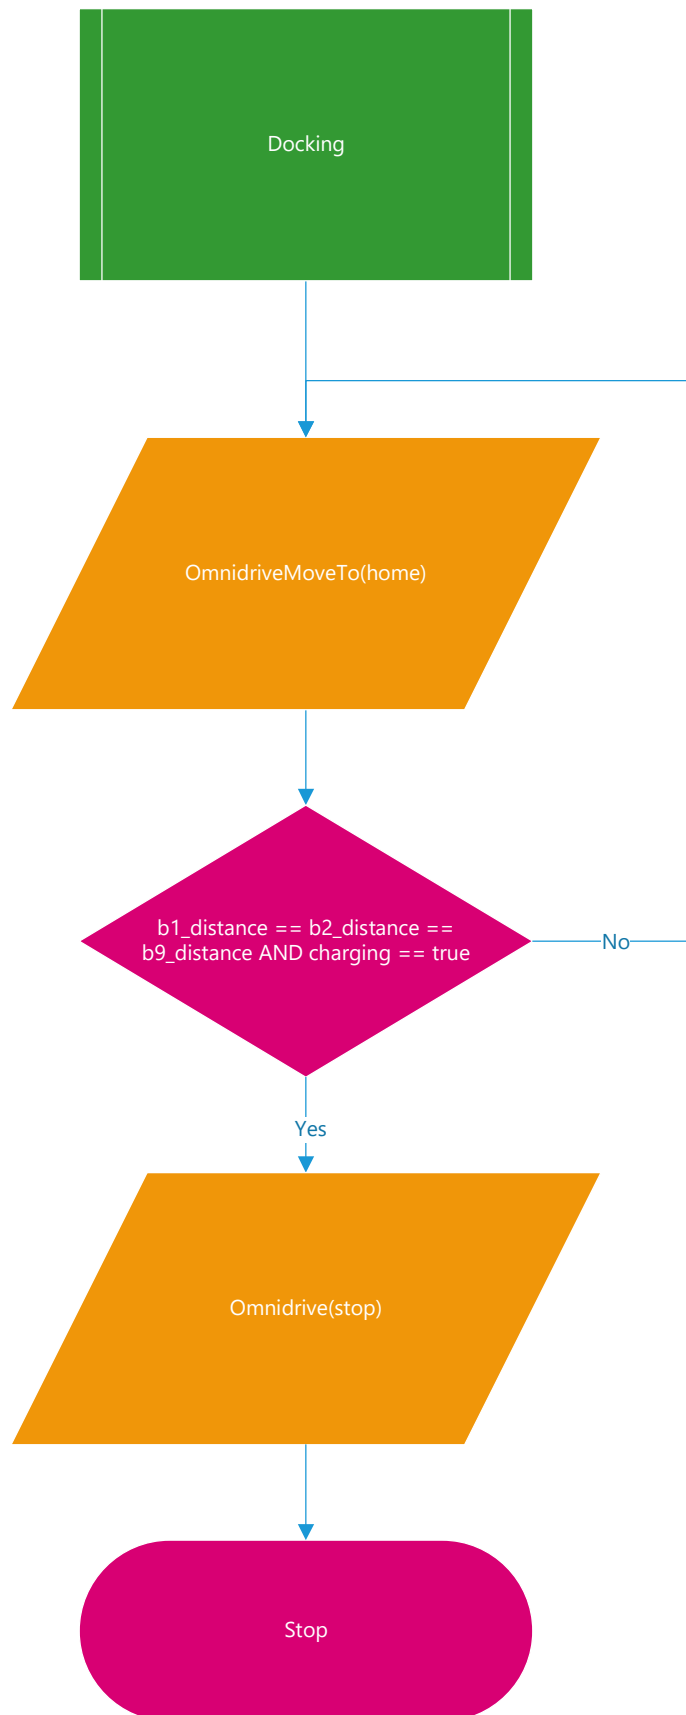 Docking
OmnidriveMoveTo(home)
b1_distance == b2_distance ==
b9_distance AND charging == true
No
Yes
Omnidrive(stop)
Stop